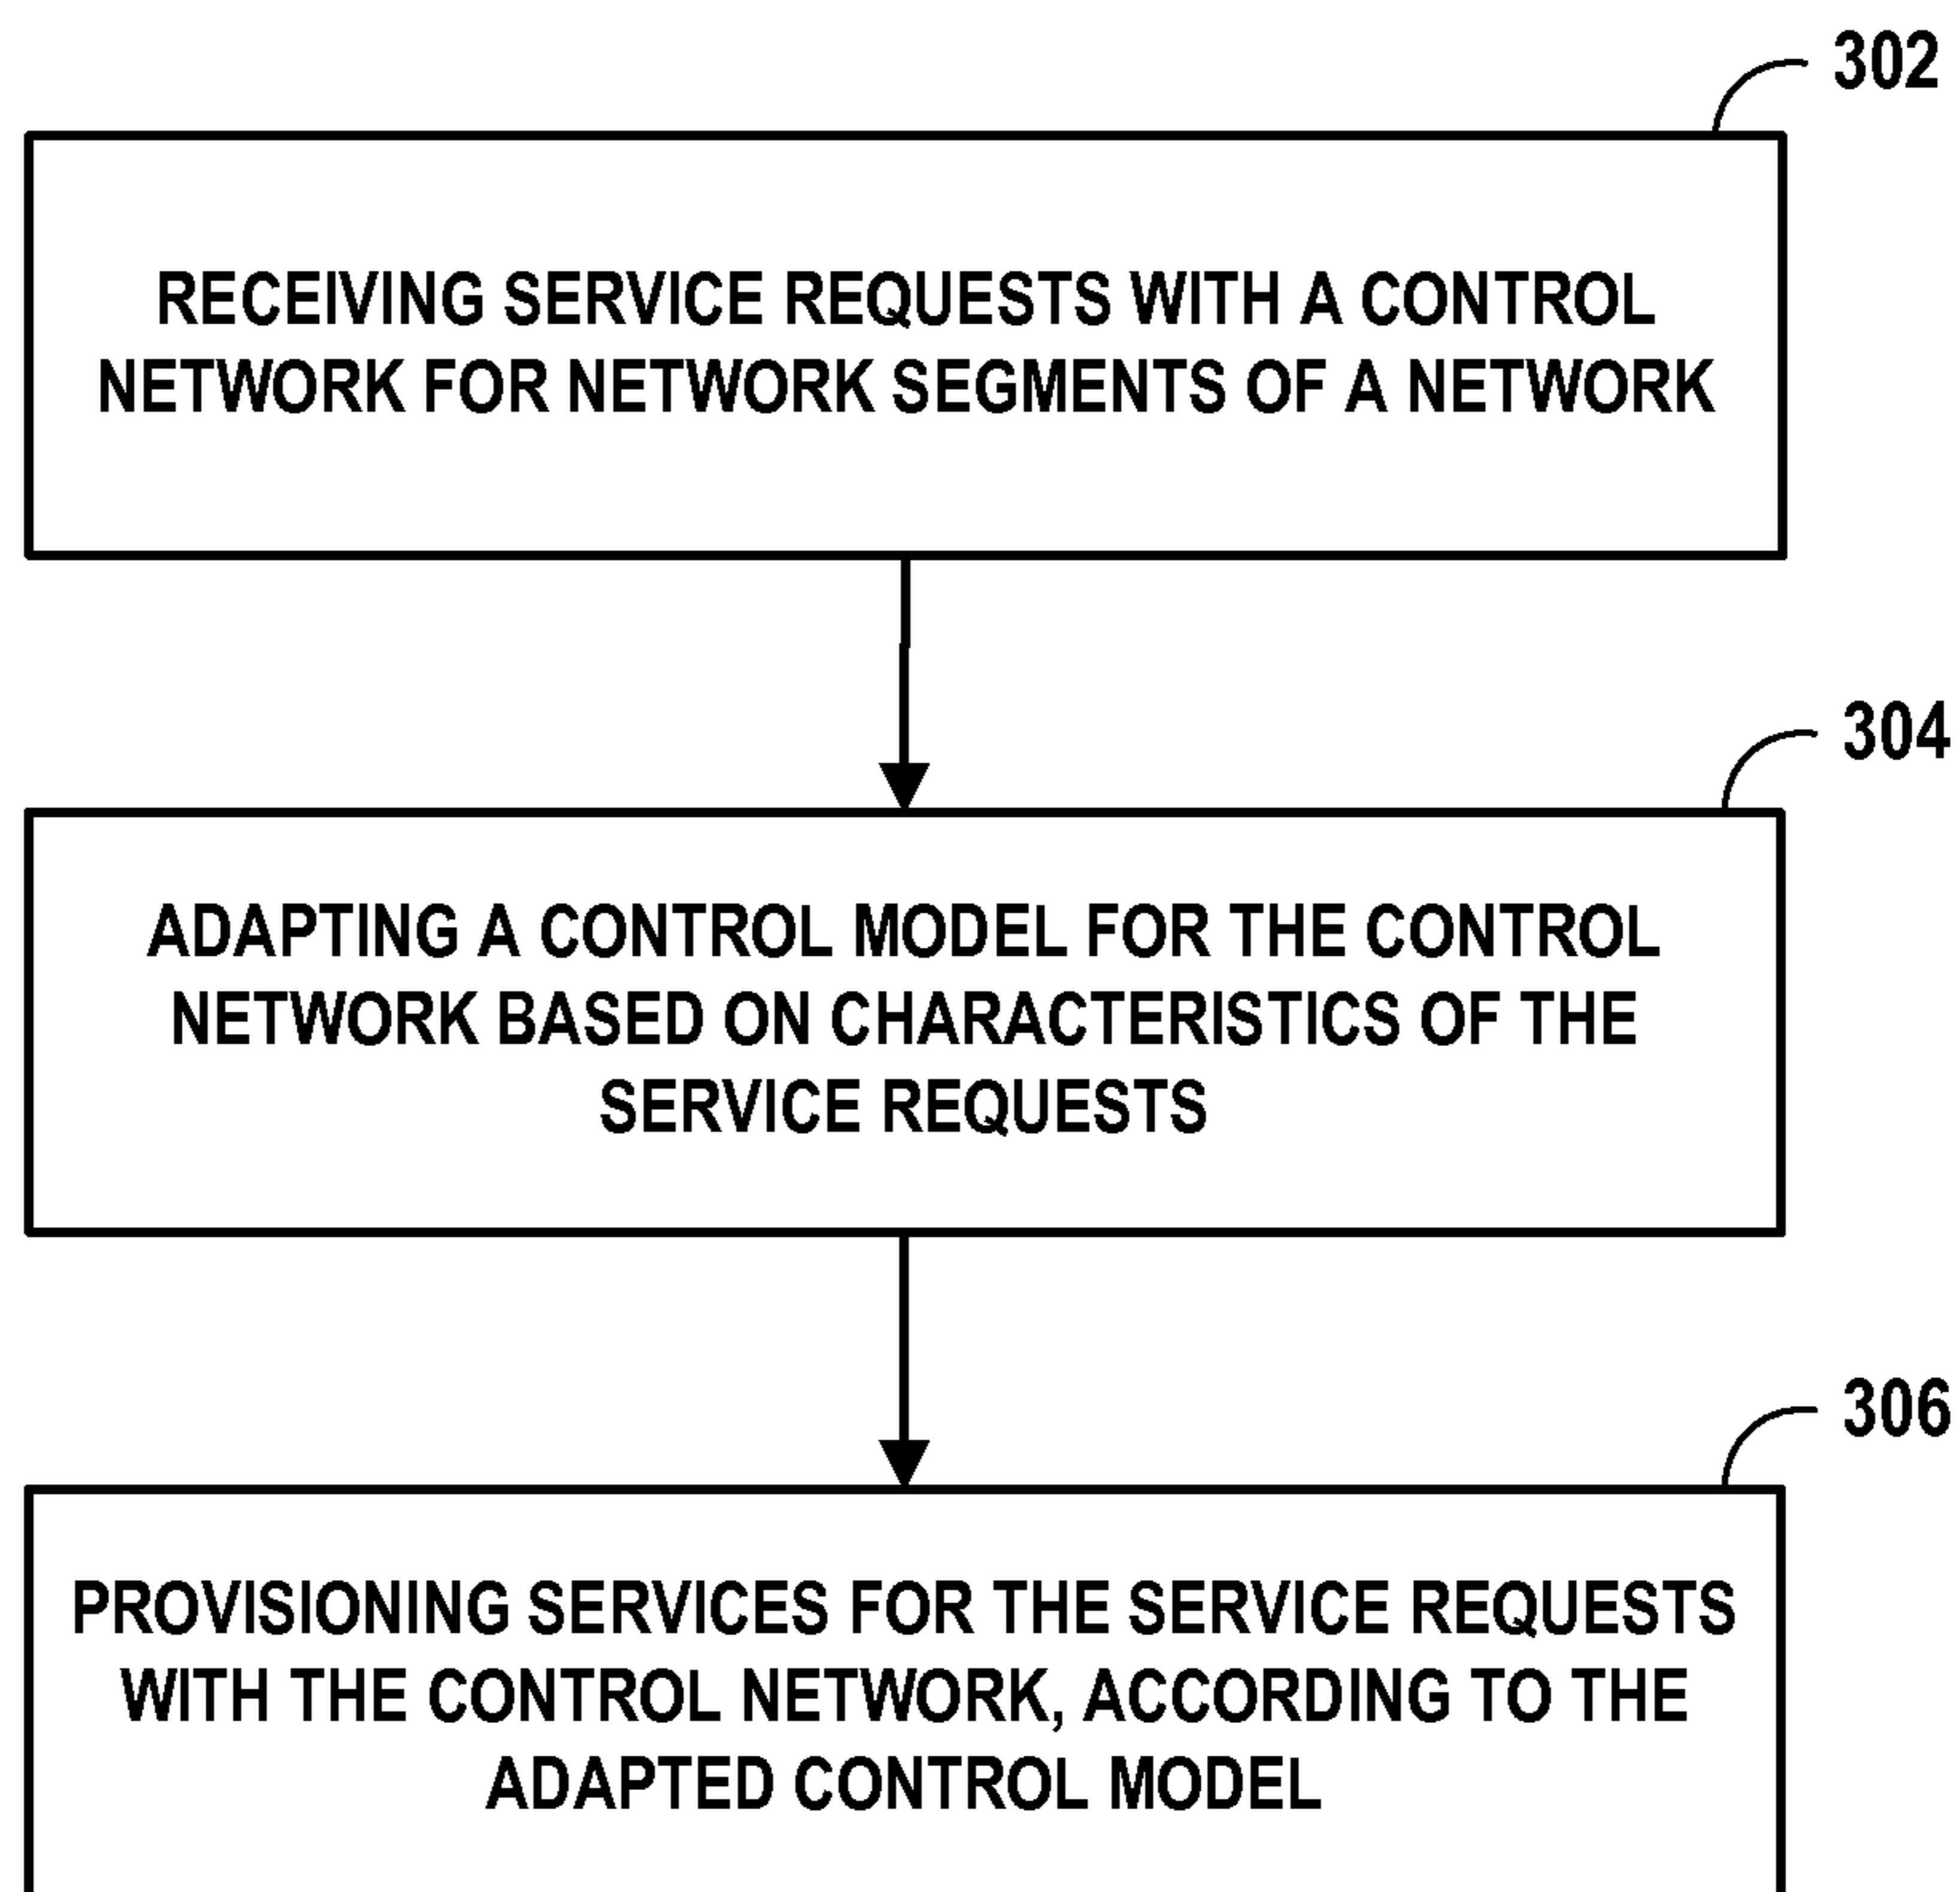 302
RECEIVING SERVICE REQUESTS WITH A CONTROL
NETWORK FOR NETWORK SEGMENTS OF A NETWORK
304
ADAPTING A CONTROL MODEL FOR THE CONTROL
NETWORK BASED ON CHARACTERISTICS OF THE
SERVICE REQUESTS
306
PROVISIONING SERVICES FOR THE SERVICE REQUESTS
WITH THE CONTROL NETWORK, ACCORDING TO THE
ADAPTED CONTROL MODEL